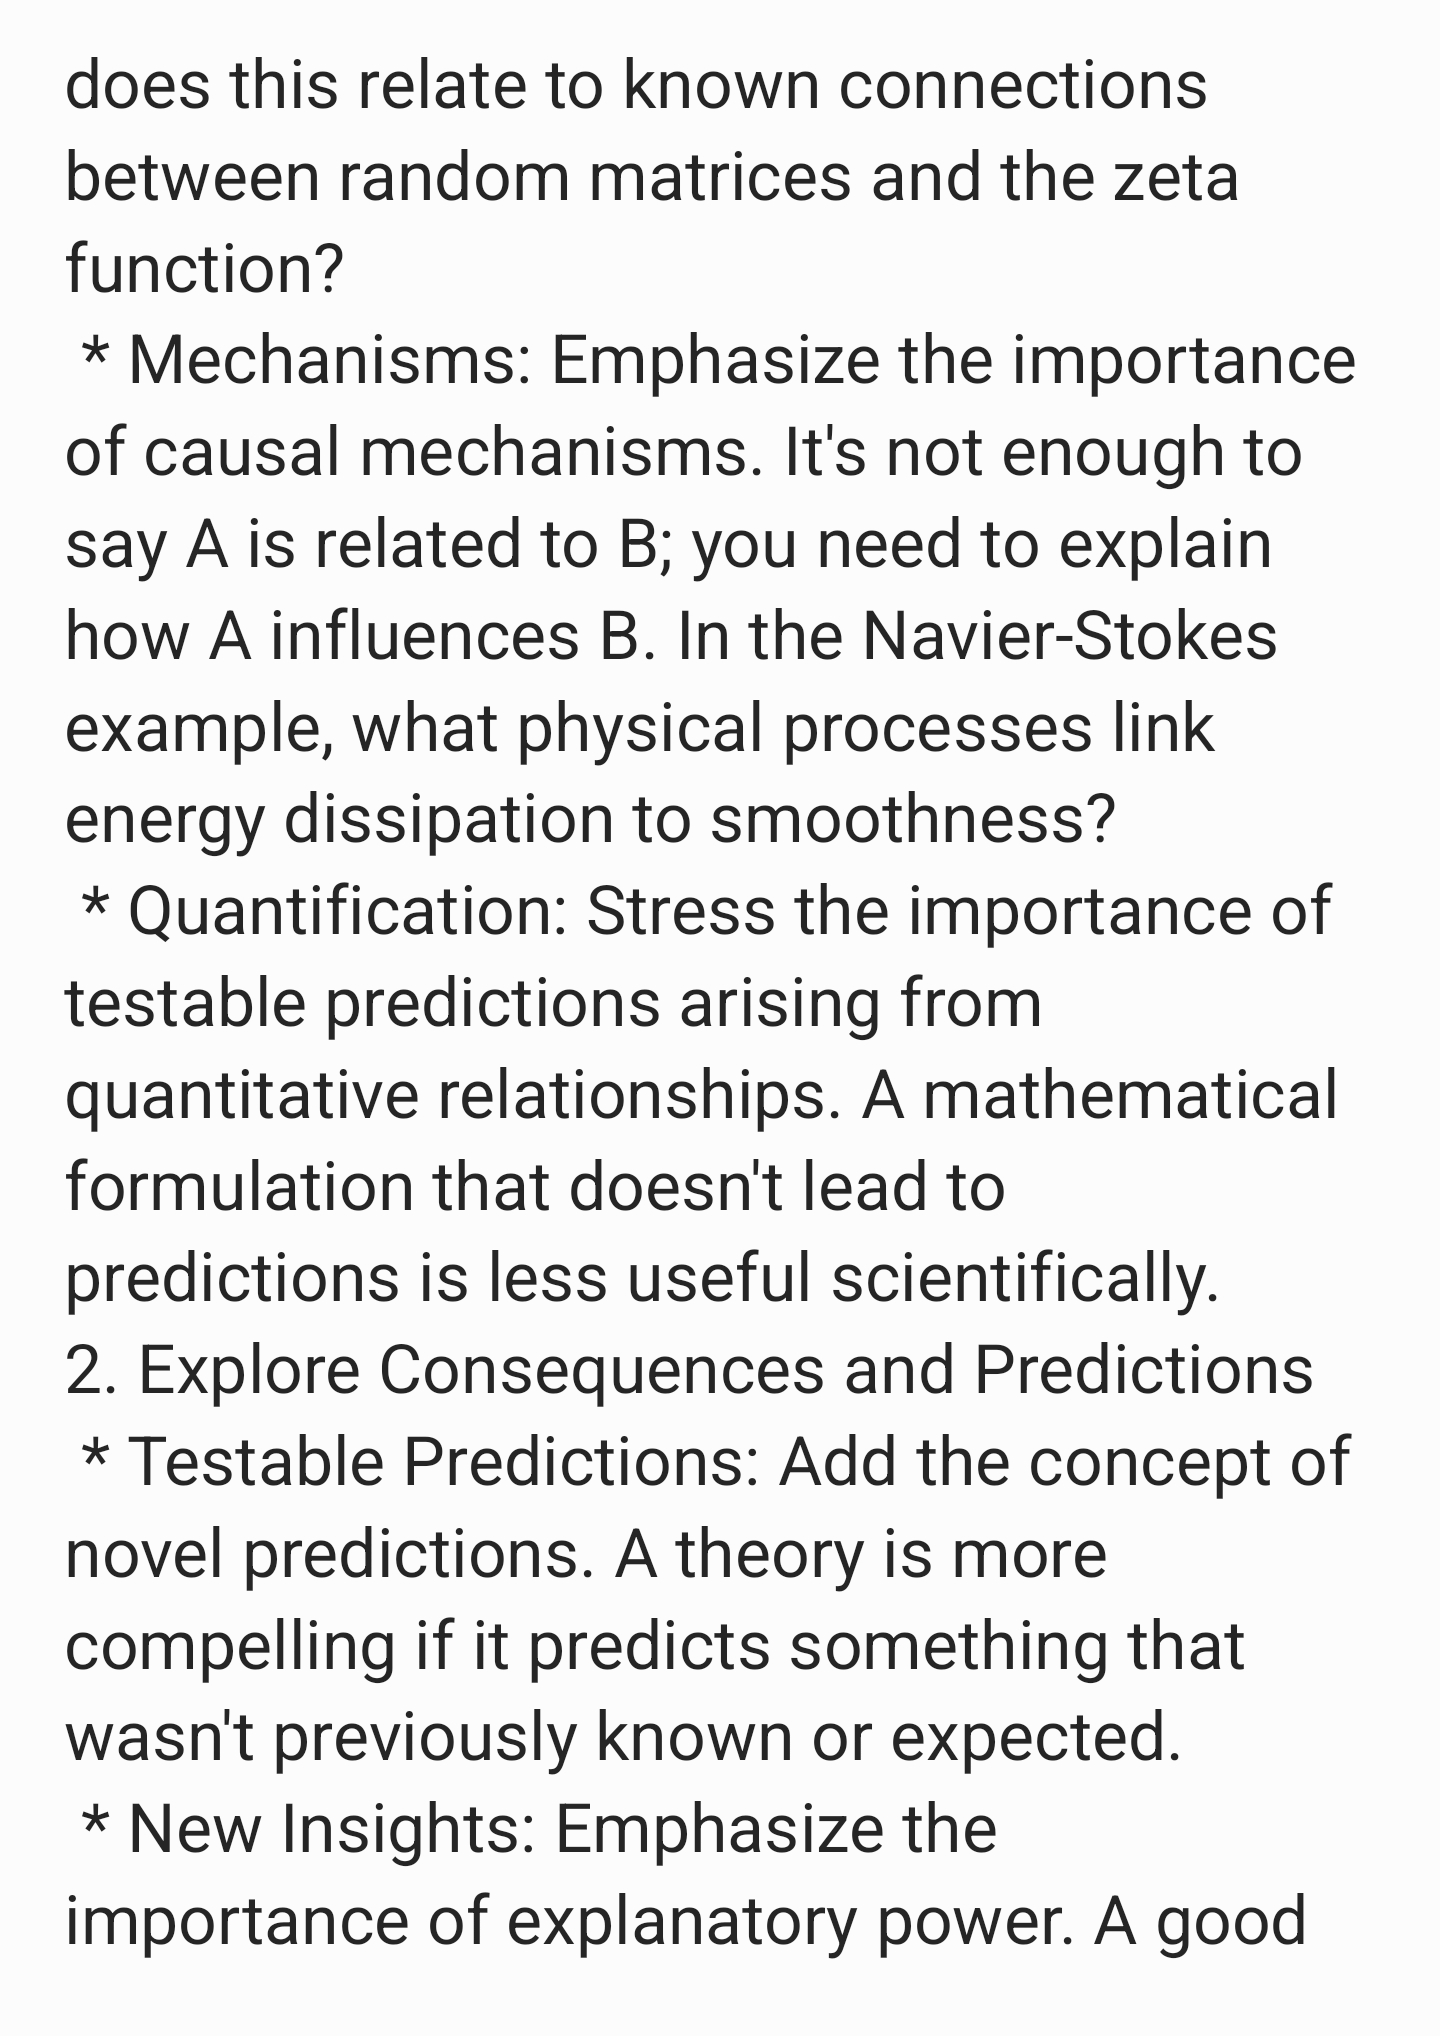 does this relate to known connections
between random matrices and the zeta
function?
 * Mechanisms: Emphasize the importance
of causal mechanisms. It's not enough to
say A is related to B; you need to explain
how A influences B. In the Navier-Stokes
example, what physical processes link
energy dissipation to smoothness?
 * Quantification: Stress the importance of
testable predictions arising from
quantitative relationships. A mathematical
formulation that doesn't lead to
predictions is less useful scientifically.
2. Explore Consequences and Predictions
 * Testable Predictions: Add the concept of
novel predictions. A theory is more
compelling if it predicts something that
wasn't previously known or expected.
 * New Insights: Emphasize the
importance of explanatory power. A good